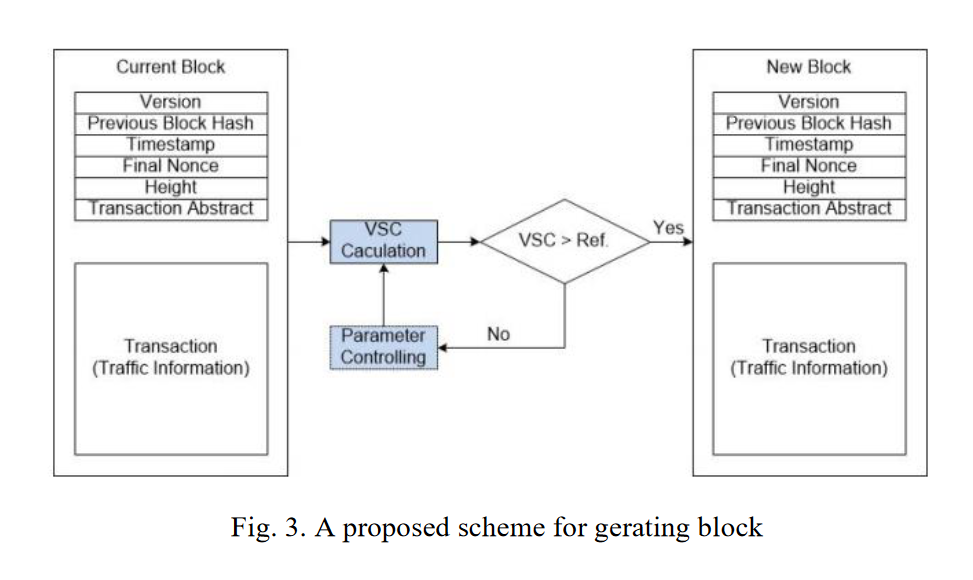 Current Block
Version
Previous Block Hash
Timestamp
Final Nonce
Height
Transaction Abstract
Transaction
(Traffic Information)
VSC
Caculation
Parameter
Controlling
VSC > Ref.
Yes
No
New Block
Version
Previous Block Hash
Timestamp
Final Nonce
Height
Transaction Abstract
Transaction
(Traffic Information)
Fig. 3. A proposed scheme for gerating block